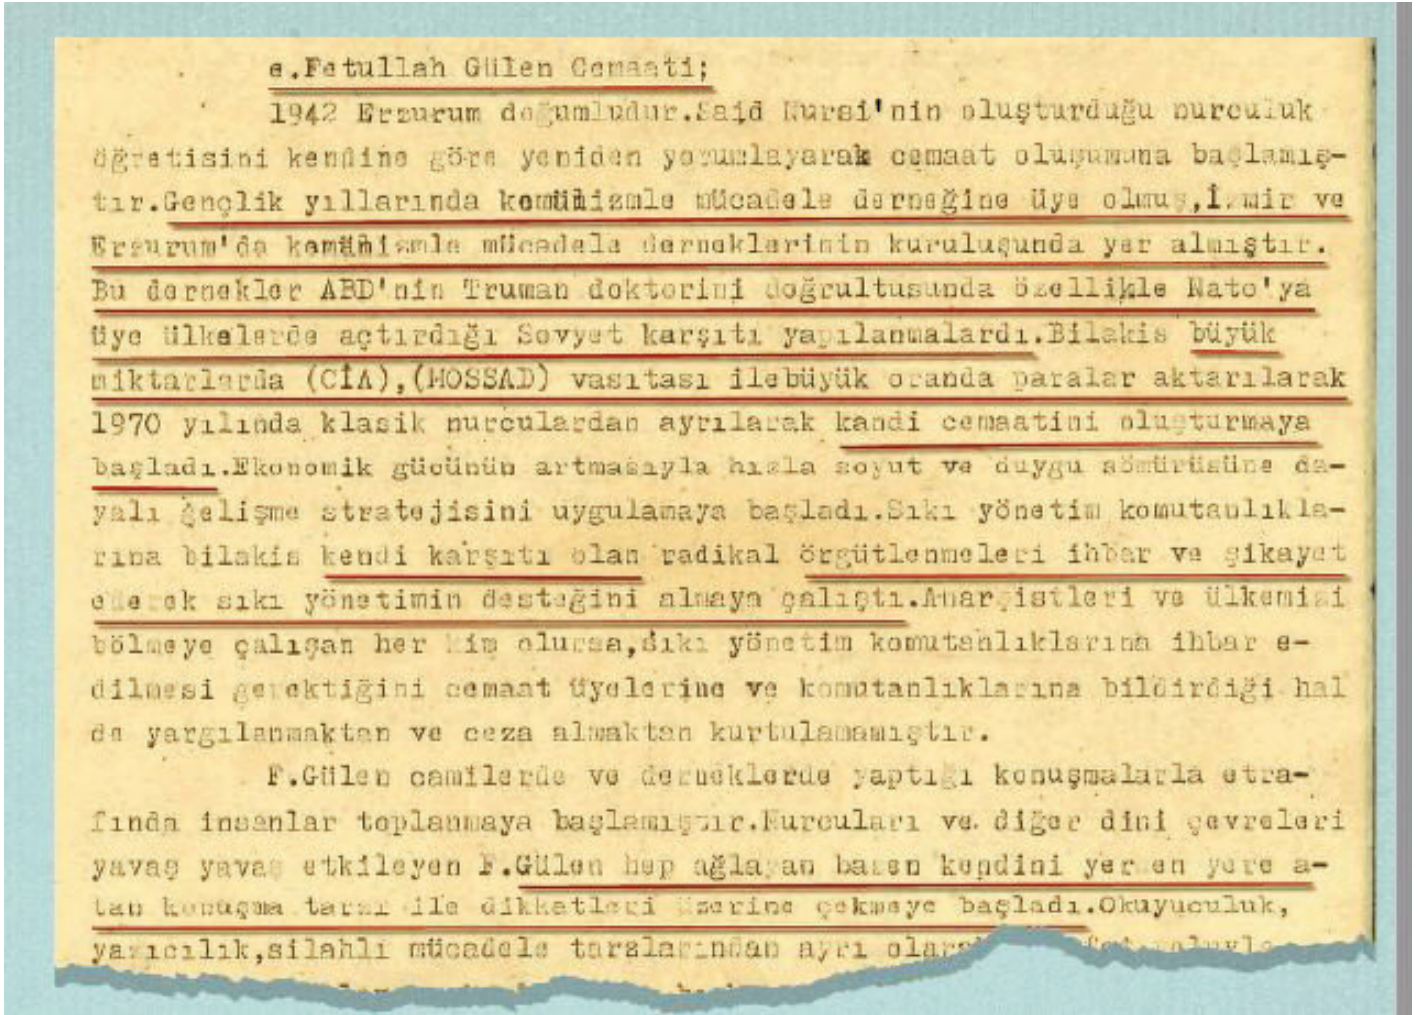 e.Fetullah Gülen Cemaati;
1942 Erzurum doğumludur.Said Nursi'nin oluşturduğu nurculuk
öğretisini kendine göre yeniden yorumlayarak cemaat oluşumuna başlamış-
tır.Gençlik yıllarında komünizmle mücadele derneğine üye olmuş,İzmir ve
Erzurum'da komünizmle mücadele derneklerinin kuruluşunda yer almıştır.
Bu dernekler ABD'nin Truman doktorini doğrultusunda özellikle Nato'ya
üye ülkelerde açtırdığı Sovyet karşıtı yapılanmalardı.Bilakis büyük
miktarlarda (CİA),(MOSSAD) vasıtası ilebüyük oranda paralar aktarılarak
1970 yılında klasik nurculardan ayrılarak kendi cemaatini oluşturmaya
başladı.Ekonomik gücünün artmasıyla hızla soyut ve duygu sömürüsüne da-
yalı gelişme stratejisini uygulamaya başladı.Sıkı yönetim komutanlıkla-
rına bilakis kendi karşıtı olan radikal örgütlenmeleri ihbar ve şikayet
ederek sıkı yönetimin desteğini almaya çalıştı.Anarşistleri ve ülkemizi
bölmeye çalışan her kim olursa,sıkı yönetim komutanlıklarına ihbar e-
dilmesi gerektiğini cemaat üyelerine ve komutanlıklarına bildirdiği hal
de yargılanmaktan ve ceza almaktan kurtulamamıştır.
F.Gülen camilerde ve derneklerde yaptığı konuşmalarla etra-
fında insanlar toplanmaya başlamıştır.Nurcuları ve diğer dini çevreleri
yavaş yavaş etkileyen F.Gülen hep ağlayan bazen kendini yerden yere a-
tan konuşma tarzı ile dikkatleri üzerine çekmeye başladı.Okuyuculuk,
yazıcılık,silahlı mücadele tarzlarından ayrı